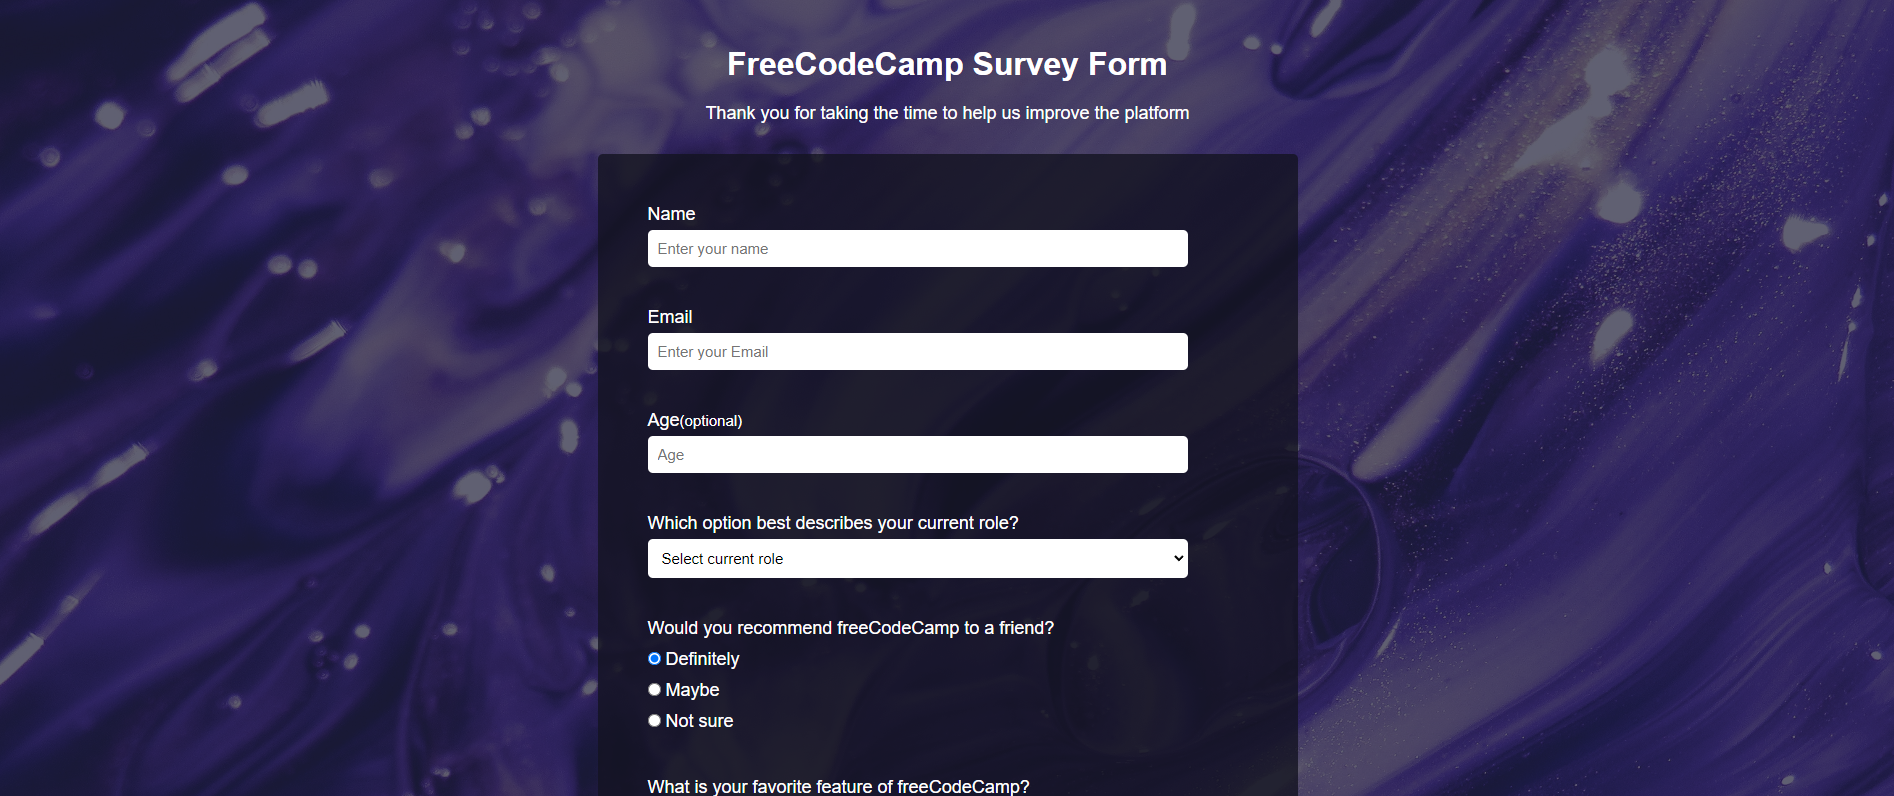 FreeCodeCamp Survey Form
Thank you for taking the time to help us improve the platform
Name
Enter your name
Email
Enter your Email
Age(optional)
Age
Which option best describes your current role?
Select current role
Would you recommend freeCodeCamp to a friend?
Definitely
Maybe
Not sure
What is your favorite feature of freeCodeCamp?